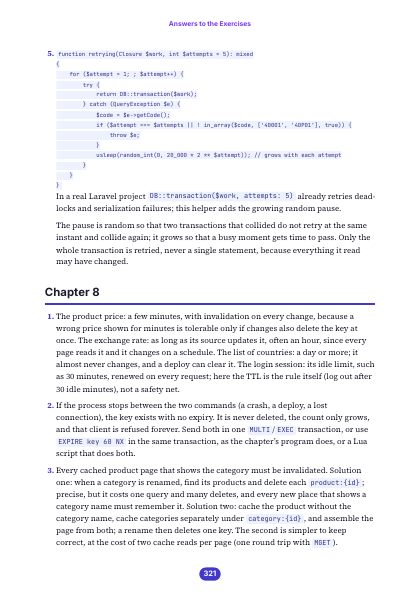 Answers to the Exercises
5. function retrying(Closure $work, int $attempts = 5): mixed
{
for ($attempt = 1; ; $attempt++) {
try {
return DB::transaction($work);
} catch (QueryException $e) {
$code = $e->getCode();
if ($attempt === $attempts || ! in_array($code, ['40001', '40P01'], true)) {
throw $e;
}
usleep(random_int(0, 20_000 * 2 ** $attempt)); // grows with each attempt
}
}
}
In a real Laravel project DB::transaction($work, attempts: 5) already retries dead-
locks and serialization failures; this helper adds the growing random pause.
The pause is random so that two transactions that collided do not retry at the same
instant and collide again; it grows so that a busy moment gets time to pass. Only the
whole transaction is retried, never a single statement, because everything it read
may have changed.
Chapter 8
1. The product price: a few minutes, with invalidation on every change, because a
wrong price shown for minutes is tolerable only if changes also delete the key at
once. The exchange rate: as long as its source updates it, often an hour, since every
page reads it and it changes on a schedule. The list of countries: a day or more; it
almost never changes, and a deploy can clear it. The login session: its idle limit, such
as 30 minutes, renewed on every request; here the TTL is the rule itself (log out after
30 idle minutes), not a safety net.
2. If the process stops between the two commands (a crash, a deploy, a lost
connection), the key exists with no expiry. It is never deleted, the count only grows,
and that client is refused forever. Send both in one MULTI/EXEC transaction, or use
EXPIRE key 60 NX in the same transaction, as the chapter's program does, or a Lua
script that does both.
3. Every cached product page that shows the category must be invalidated. Solution
one: when a category is renamed, find its products and delete each product:{id};
precise, but it costs one query and many deletes, and every new place that shows a
category must remember it. Solution two: cache the product without the
category name, cache categories separately under category:{id}, and assemble the
page from both; a rename then deletes one key. The second is simpler to keep
correct, at the cost of two cache reads per page (one round trip with MGET).
321